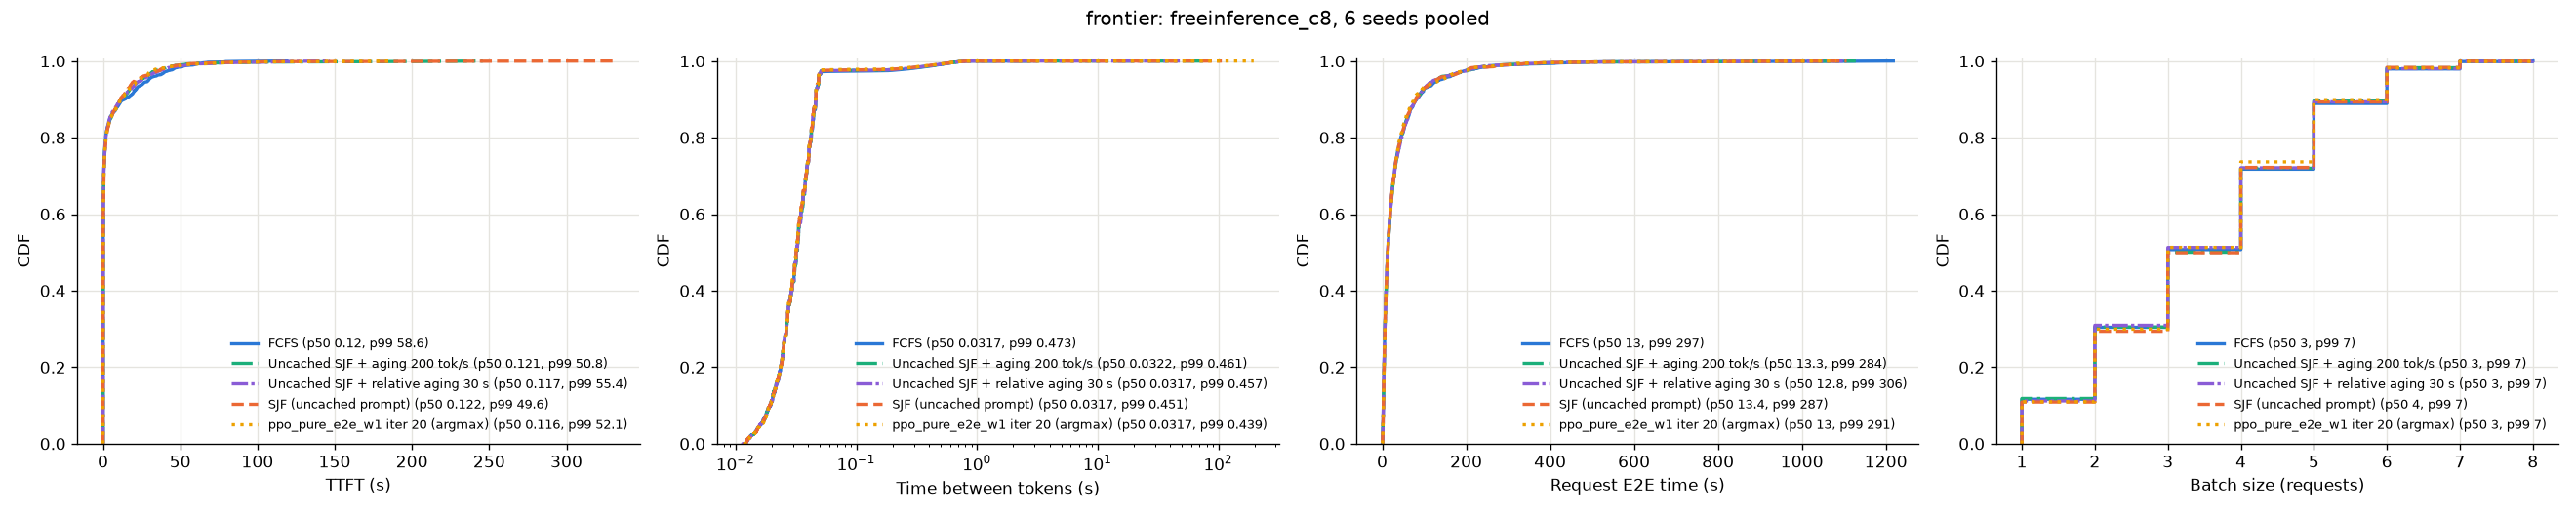 frontier: freeinference_c8, 6 seeds pooled
CDF
1.0
0.8
0.6
0.4
0.2
0.0
FCFS (p50 0.12, p99 58.6)
Uncached SJF + aging 200 tok/s (p50 0.121, p99 50.8)
Uncached SJF + relative aging 30 s (p50 0.117, p99 55.4)
SJF (uncached prompt) (p50 0.122, p99 49.6)
ppo_pure_e2e_w1 iter 20 (argmax) (p50 0.116, p99 52.1)
0 50 100 150 200 250 300
TTFT (s)
CDF
1.0
0.8
0.6
0.4
0.2
0.0
FCFS (p50 0.0317, p99 0.473)
Uncached SJF + aging 200 tok/s (p50 0.0322, p99 0.461)
Uncached SJF + relative aging 30 s (p50 0.0317, p99 0.457)
SJF (uncached prompt) (p50 0.0317, p99 0.451)
ppo_pure_e2e_w1 iter 20 (argmax) (p50 0.0317, p99 0.439)
10⁻² 10⁻¹ 10⁰ 10¹ 10²
Time between tokens (s)
CDF
1.0
0.8
0.6
0.4
0.2
0.0
FCFS (p50 13, p99 297)
Uncached SJF + aging 200 tok/s (p50 13.3, p99 284)
Uncached SJF + relative aging 30 s (p50 12.8, p99 306)
SJF (uncached prompt) (p50 13.4, p99 287)
ppo_pure_e2e_w1 iter 20 (argmax) (p50 13, p99 291)
0 200 400 600 800 1000 1200
Request E2E time (s)
CDF
1.0
0.8
0.6
0.4
0.2
0.0
FCFS (p50 3, p99 7)
Uncached SJF + aging 200 tok/s (p50 3, p99 7)
Uncached SJF + relative aging 30 s (p50 3, p99 7)
SJF (uncached prompt) (p50 4, p99 7)
ppo_pure_e2e_w1 iter 20 (argmax) (p50 3, p99 7)
1 2 3 4 5 6 7 8
Batch size (requests)